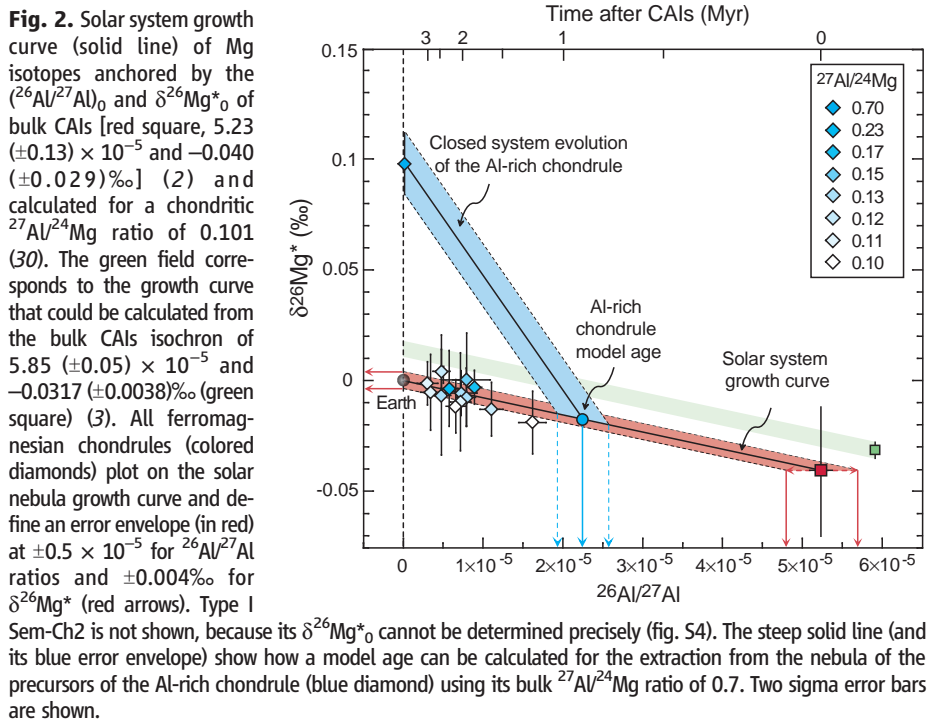 Fig. 2. Solar system growth
curve (solid line) of Mg
isotopes anchored by the
(²⁶Al/²⁷Al)₀ and δ²⁶Mg*₀ of
bulk CAIs [red square, 5.23
(±0.13) × 10⁻⁵ and –0.040
(±0.029)‰] (2) and
calculated for a chondritic
²⁷Al/²⁴Mg ratio of 0.101
(30). The green field corre-
sponds to the growth curve
that could be calculated from
the bulk CAIs isochron of
5.85 (±0.05) × 10⁻⁵ and
–0.0317 (±0.0038)‰ (green
square) (3). All ferromag-
nesian chondrules (colored
diamonds) plot on the solar
nebula growth curve and de-
fine an error envelope (in red)
at ±0.5 × 10⁻⁵ for ²⁶Al/²⁷Al
ratios and ±0.004‰ for
δ²⁶Mg* (red arrows). Type I
Sem-Ch2 is not shown, because its δ²⁶Mg*₀ cannot be determined precisely (fig. S4). The steep solid line (and
its blue error envelope) show how a model age can be calculated for the extraction from the nebula of the
precursors of the Al-rich chondrule (blue diamond) using its bulk ²⁷Al/²⁴Mg ratio of 0.7. Two sigma error bars
are shown.
Time after CAIs (Myr)
3 2 1 0
0.15
0.1
0.05
0
-0.05
δ²⁶Mg* (‰)
Closed system evolution
of the Al-rich chondrule
²⁷Al/²⁴Mg
0.70
0.23
0.17
0.15
0.13
0.12
0.11
0.10
Al-rich
chondrule
model age
Solar system
growth curve
Earth
0 1×10⁻⁵ 2×10⁻⁵ 3×10⁻⁵ 4×10⁻⁵ 5×10⁻⁵ 6×10⁻⁵
²⁶Al/²⁷Al